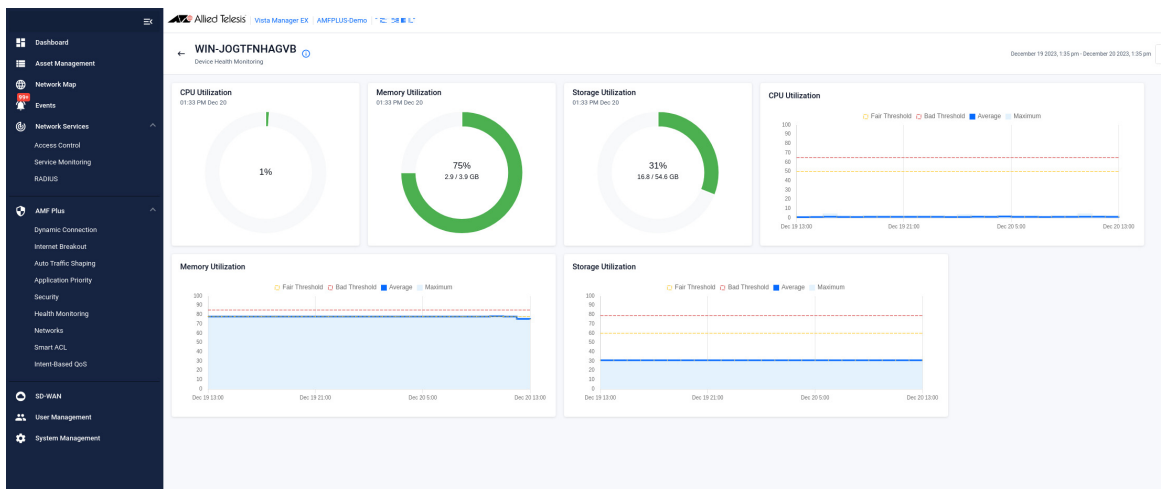 Allied Telesis
Vista Manager EX
AMFPLUS-Demo
Dashboard
Asset Management
Network Map
99+
Events
Network Services
Access Control
Service Monitoring
RADIUS
AMF Plus
Dynamic Connection
Internet Breakout
Auto Traffic Shaping
Application Priority
Security
Health Monitoring
Networks
Smart ACL
Intent-Based QoS
SD-WAN
User Management
System Management
WIN-JOGTFNHAGVB
Device Health Monitoring
December 19 2023, 1:35 pm - December 20 2023, 1:35 pm
CPU Utilization
01:33 PM Dec 20
1%
Memory Utilization
01:33 PM Dec 20
75%
2.9 / 3.9 GB
Storage Utilization
01:33 PM Dec 20
31%
16.8 / 54.6 GB
CPU Utilization
Fair Threshold Bad Threshold Average Maximum
100
90
80
70
60
50
40
30
20
10
0
Dec 19 13:00 Dec 19 21:00 Dec 20 5:00 Dec 20 13:00
Memory Utilization
Fair Threshold Bad Threshold Average Maximum
100
90
80
70
60
50
40
30
20
10
0
Dec 19 13:00 Dec 19 21:00 Dec 20 5:00 Dec 20 13:00
Storage Utilization
Fair Threshold Bad Threshold Average Maximum
100
90
80
70
60
50
40
30
20
10
0
Dec 19 13:00 Dec 19 21:00 Dec 20 5:00 Dec 20 13:00